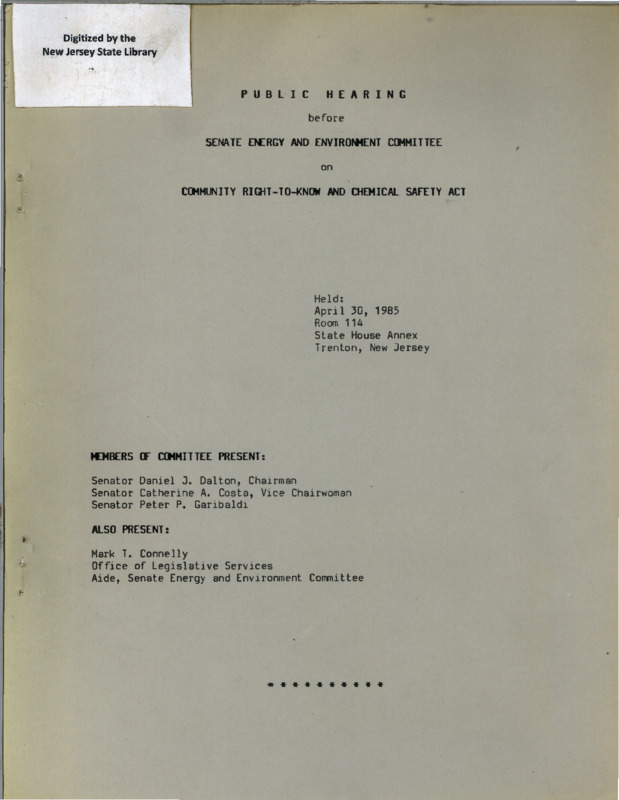 Digitized by the
New Jersey State Library
PUBLIC HEARING
before
SENATE ENERGY AND ENVIRONMENT COMMITTEE
on
COMMUNITY RIGHT-TO-KNOW AND CHEMICAL SAFETY ACT
Held:
April 30, 1985
Room 114
State House Annex
Trenton, New Jersey
MEMBERS OF COMMITTEE PRESENT:
Senator Daniel J. Dalton, Chairman
Senator Catherine A. Costa, Vice Chairwoman
Senator Peter P. Garibaldi
ALSO PRESENT:
Mark T. Connelly
Office of Legislative Services
Aide, Senate Energy and Environment Committee
* * * * * * * * * *